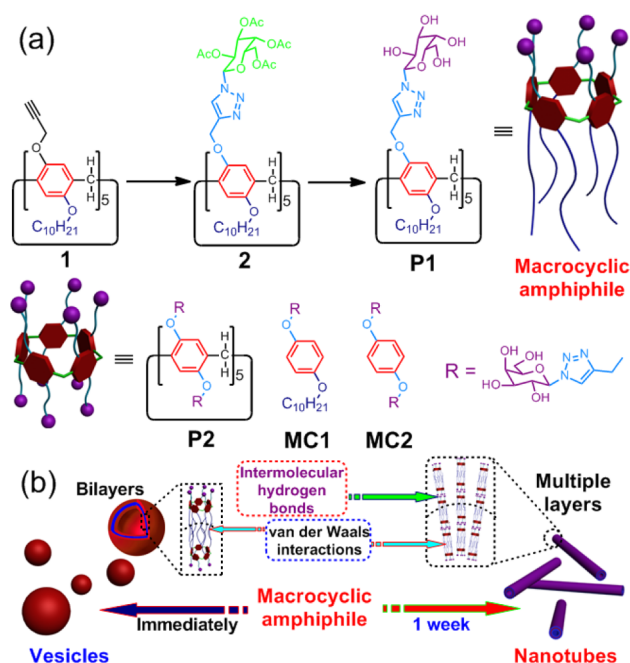 (a)
OAc
AcO OAc
AcO OAc
N N
N
O
H
C
H
5
O
C10H21
1
O
H
C
H
5
O
C10H21
2
OH
HO OH
HO OH
N N
N
O
H
C
H
5
O
C10H21
P1
≡
Macrocyclic
amphiphile
≡
R
O
H
C
H
5
O
R
P2
R
O
O
C10H21
MC1
R
O
O
R
MC2
R =
OH OH
O
HO
OH
N N
N
(b)
Bilayers
Intermolecular
hydrogen
bonds
van der Waals
interactions
Multiple
layers
Vesicles
Immediately
Macrocyclic
amphiphile
1 week
Nanotubes